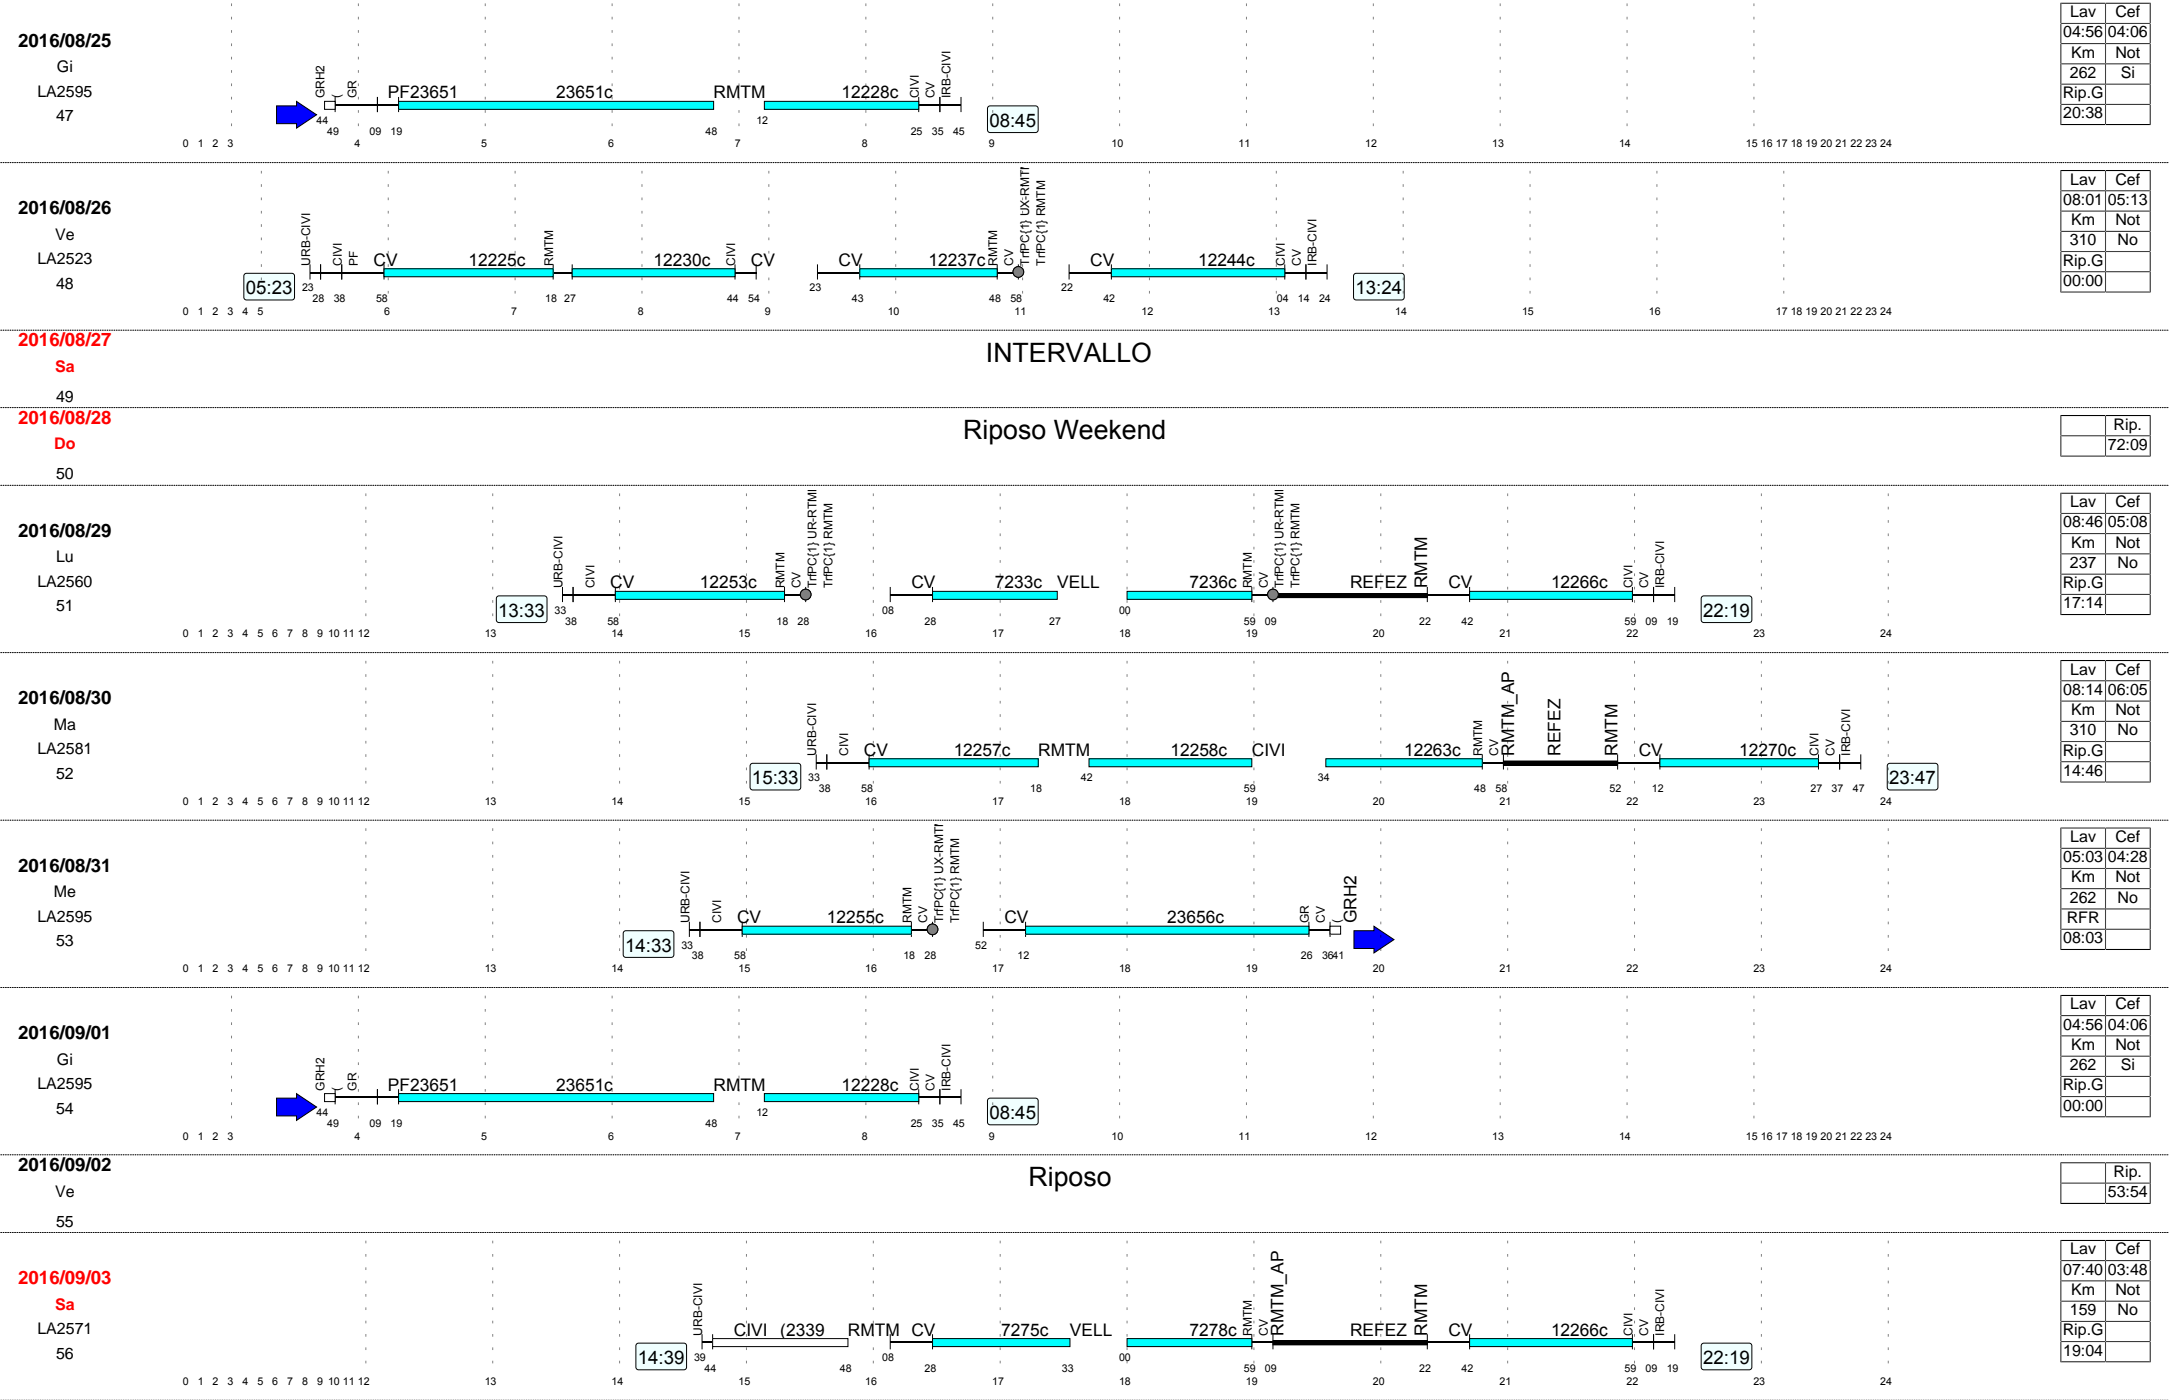 2016/08/25
Gi
LA2595
47
GRH2
(
GR
PF23651
23651c
RMTM
12228c
CIVI
CV
IRB-CIVI
44
49
09
19
48
12
25
35
45
08:45
0 1 2 3 4 5 6 7 8 9 10 11 12 13 14 15 16 17 18 19 20 21 22 23 24
Lav Cef
04:56 04:06
Km Not
262 Si
Rip.G
20:38
2016/08/26
Ve
LA2523
48
05:23
URB-CIVI
CIVI
PF
CV
12225c
RMTM
12230c
CIVI
CV
CV
12237c
RMTM
CV
TrfPC{1} UX-RMTM
TrfPC{1} RMTM
CV
12244c
CIVI
CV
IRB-CIVI
23
28
38
58
18
27
44
54
23
43
48
58
22
42
04
14
24
13:24
0 1 2 3 4 5 6 7 8 9 10 11 12 13 14 15 16 17 18 19 20 21 22 23 24
Lav Cef
08:01 05:13
Km Not
310 No
Rip.G
00:00
2016/08/27
Sa
49
INTERVALLO
2016/08/28
Do
50
Riposo Weekend
Rip.
72:09
2016/08/29
Lu
LA2560
51
13:33
URB-CIVI
CIVI
CV
12253c
RMTM
CV
TrfPC{1} UR-RTMI
TrfPC{1} RMTM
CV
7233c
VELL
7236c
RMTM
CV
TrfPC{1} UR-RTMI
TrfPC{1} RMTM
REFEZ
RMTM
CV
12266c
CIVI
CV
IRB-CIVI
33
38
58
18
28
08
28
27
00
59
09
22
42
59
09
19
22:19
0 1 2 3 4 5 6 7 8 9 10 11 12 13 14 15 16 17 18 19 20 21 22 23 24
Lav Cef
08:46 05:08
Km Not
237 No
Rip.G
17:14
2016/08/30
Ma
LA2581
52
15:33
URB-CIVI
CIVI
CV
12257c
RMTM
12258c
CIVI
12263c
RMTM
CV
RMTM_AP
REFEZ
RMTM
CV
12270c
CIVI
CV
IRB-CIVI
33
38
58
18
42
59
34
48
58
52
12
27
37
47
23:47
0 1 2 3 4 5 6 7 8 9 10 11 12 13 14 15 16 17 18 19 20 21 22 23 24
Lav Cef
08:14 06:05
Km Not
310 No
Rip.G
14:46
2016/08/31
Me
LA2595
53
14:33
URB-CIVI
CIVI
CV
12255c
RMTM
CV
TrfPC{1} UX-RMTM
TrfPC{1} RMTM
CV
23656c
GR
CV
(
GRH2
33
38
58
18
28
52
12
26
36
41
0 1 2 3 4 5 6 7 8 9 10 11 12 13 14 15 16 17 18 19 20 21 22 23 24
Lav Cef
05:03 04:28
Km Not
262 No
RFR
08:03
2016/09/01
Gi
LA2595
54
GRH2
(
GR
PF23651
23651c
RMTM
12228c
CIVI
CV
IRB-CIVI
44
49
09
19
48
12
25
35
45
08:45
0 1 2 3 4 5 6 7 8 9 10 11 12 13 14 15 16 17 18 19 20 21 22 23 24
Lav Cef
04:56 04:06
Km Not
262 Si
Rip.G
00:00
2016/09/02
Ve
55
Riposo
Rip.
53:54
2016/09/03
Sa
LA2571
56
14:39
URB-CIVI
CIVI
(2339
RMTM
CV
7275c
VELL
7278c
RMTM
CV
RMTM_AP
REFEZ
RMTM
CV
12266c
CIVI
CV
IRB-CIVI
39
44
48
08
28
33
00
59
09
22
42
59
09
19
22:19
0 1 2 3 4 5 6 7 8 9 10 11 12 13 14 15 16 17 18 19 20 21 22 23 24
Lav Cef
07:40 03:48
Km Not
159 No
Rip.G
19:04